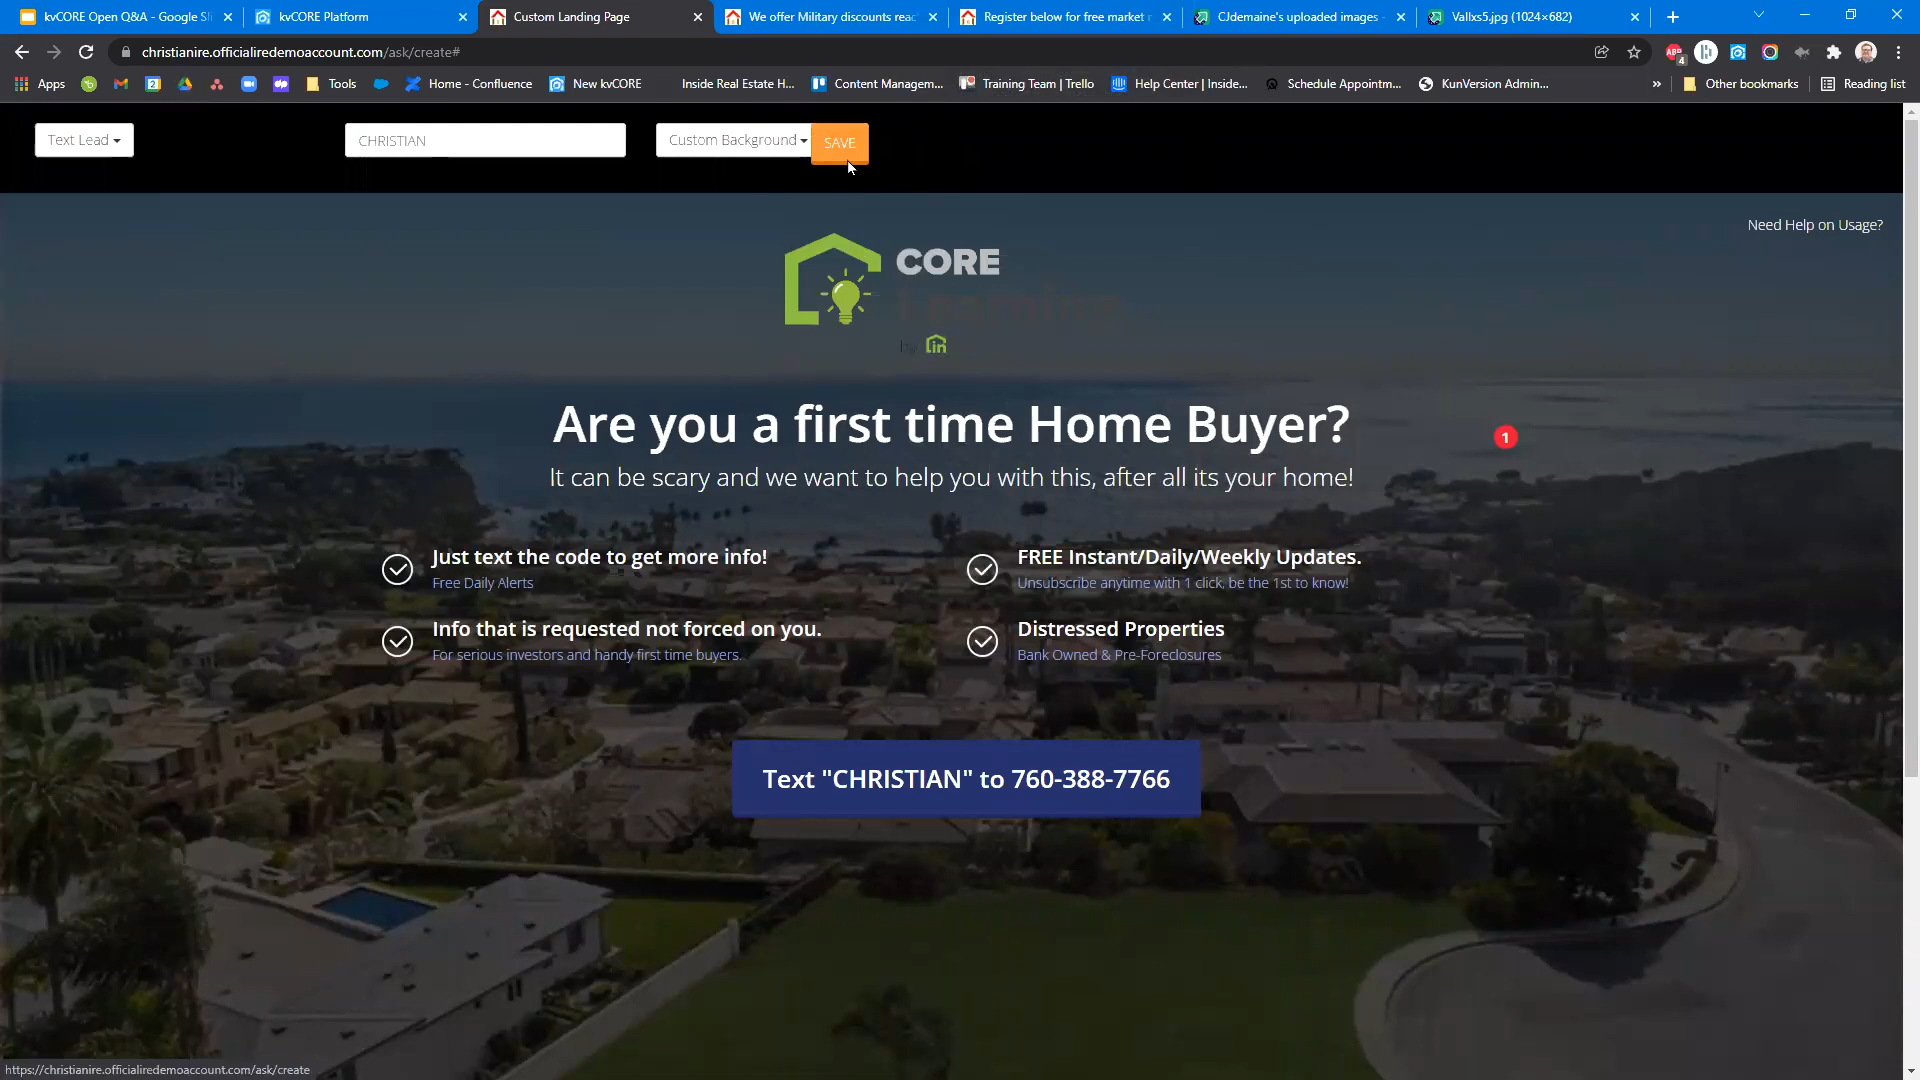 kvCORE Open Q&A - Google Sli
kvCORE Platform
Custom Landing Page
We offer Military discounts reac
Register below for free market r
CJdemaine's uploaded images -
Vallxs5.jpg (1024×682)
christianire.officialiredemoaccount.com/ask/create#
4
Apps
Tools
Home - Confluence
New kvCORE
Inside Real Estate H...
Content Managem...
Training Team | Trello
Help Center | Inside...
Schedule Appointm...
KunVersion Admin...
»
Other bookmarks
Reading list
Text Lead
CHRISTIAN
Custom Background
SAVE
Need Help on Usage?
CORE
Learning
by in
Are you a first time Home Buyer?
1
It can be scary and we want to help you with this, after all its your home!
Just text the code to get more info!
Free Daily Alerts
FREE Instant/Daily/Weekly Updates.
Unsubscribe anytime with 1 click, be the 1st to know!
Info that is requested not forced on you.
For serious investors and handy first time buyers.
Distressed Properties
Bank Owned & Pre-Foreclosures
Text "CHRISTIAN" to 760-388-7766
https://christianire.officialiredemoaccount.com/ask/create